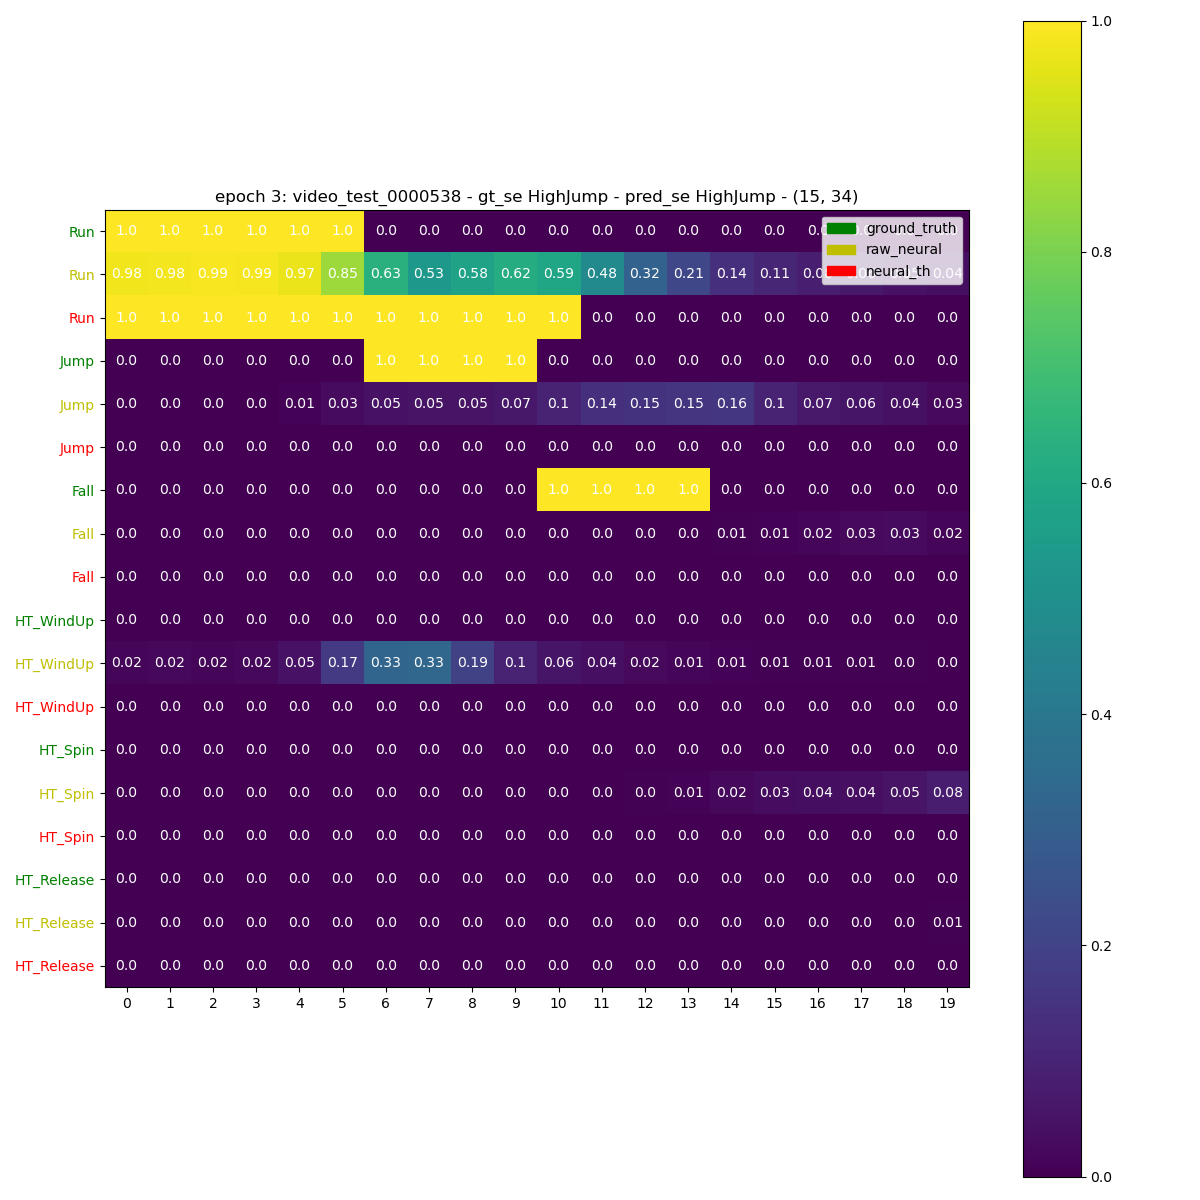 epoch 3: video_test_0000538 - gt_se HighJump - pred_se HighJump - (15, 34)
ground_truth
raw_neural
neural_th
Run 1.0 1.0 1.0 1.0 1.0 1.0 0.0 0.0 0.0 0.0 0.0 0.0 0.0 0.0 0.0 0.0
Run 0.98 0.98 0.99 0.99 0.97 0.85 0.63 0.53 0.58 0.62 0.59 0.48 0.32 0.21 0.14 0.11 0.04
Run 1.0 1.0 1.0 1.0 1.0 1.0 1.0 1.0 1.0 1.0 1.0 0.0 0.0 0.0 0.0 0.0 0.0 0.0 0.0 0.0
Jump 0.0 0.0 0.0 0.0 0.0 0.0 1.0 1.0 1.0 1.0 0.0 0.0 0.0 0.0 0.0 0.0 0.0 0.0 0.0 0.0
Jump 0.0 0.0 0.0 0.0 0.01 0.03 0.05 0.05 0.05 0.07 0.1 0.14 0.15 0.15 0.16 0.1 0.07 0.06 0.04 0.03
Jump 0.0 0.0 0.0 0.0 0.0 0.0 0.0 0.0 0.0 0.0 0.0 0.0 0.0 0.0 0.0 0.0 0.0 0.0 0.0 0.0
Fall 0.0 0.0 0.0 0.0 0.0 0.0 0.0 0.0 0.0 0.0 1.0 1.0 1.0 1.0 0.0 0.0 0.0 0.0 0.0 0.0
Fall 0.0 0.0 0.0 0.0 0.0 0.0 0.0 0.0 0.0 0.0 0.0 0.0 0.0 0.0 0.01 0.01 0.02 0.03 0.03 0.02
Fall 0.0 0.0 0.0 0.0 0.0 0.0 0.0 0.0 0.0 0.0 0.0 0.0 0.0 0.0 0.0 0.0 0.0 0.0 0.0 0.0
HT_WindUp 0.0 0.0 0.0 0.0 0.0 0.0 0.0 0.0 0.0 0.0 0.0 0.0 0.0 0.0 0.0 0.0 0.0 0.0 0.0 0.0
HT_WindUp 0.02 0.02 0.02 0.02 0.05 0.17 0.33 0.33 0.19 0.1 0.06 0.04 0.02 0.01 0.01 0.01 0.01 0.01 0.0 0.0
HT_WindUp 0.0 0.0 0.0 0.0 0.0 0.0 0.0 0.0 0.0 0.0 0.0 0.0 0.0 0.0 0.0 0.0 0.0 0.0 0.0 0.0
HT_Spin 0.0 0.0 0.0 0.0 0.0 0.0 0.0 0.0 0.0 0.0 0.0 0.0 0.0 0.0 0.0 0.0 0.0 0.0 0.0 0.0
HT_Spin 0.0 0.0 0.0 0.0 0.0 0.0 0.0 0.0 0.0 0.0 0.0 0.0 0.0 0.01 0.02 0.03 0.04 0.04 0.05 0.08
HT_Spin 0.0 0.0 0.0 0.0 0.0 0.0 0.0 0.0 0.0 0.0 0.0 0.0 0.0 0.0 0.0 0.0 0.0 0.0 0.0 0.0
HT_Release 0.0 0.0 0.0 0.0 0.0 0.0 0.0 0.0 0.0 0.0 0.0 0.0 0.0 0.0 0.0 0.0 0.0 0.0 0.0 0.0
HT_Release 0.0 0.0 0.0 0.0 0.0 0.0 0.0 0.0 0.0 0.0 0.0 0.0 0.0 0.0 0.0 0.0 0.0 0.0 0.0 0.01
HT_Release 0.0 0.0 0.0 0.0 0.0 0.0 0.0 0.0 0.0 0.0 0.0 0.0 0.0 0.0 0.0 0.0 0.0 0.0 0.0 0.0
0 1 2 3 4 5 6 7 8 9 10 11 12 13 14 15 16 17 18 19
1.0
0.8
0.6
0.4
0.2
0.0